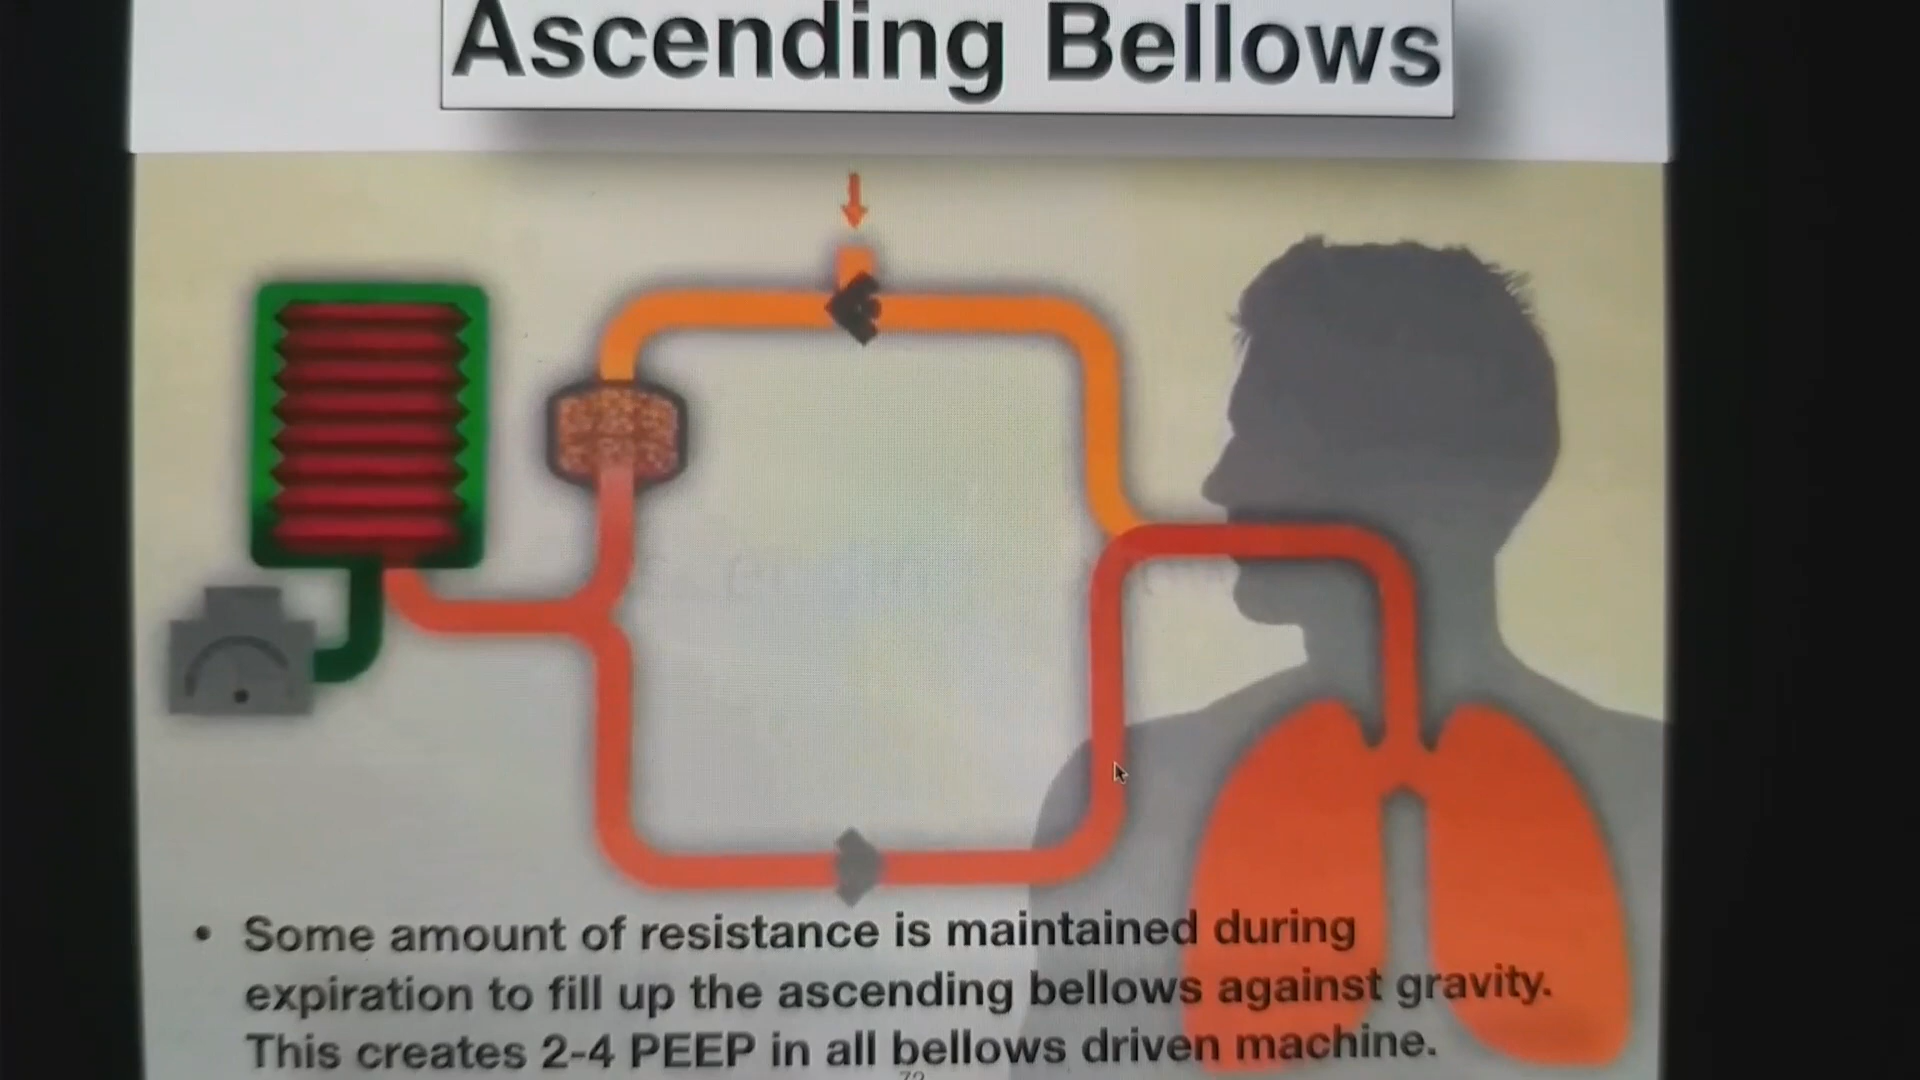 Ascending Bellows
• Some amount of resistance is maintained during
expiration to fill up the ascending bellows against gravity.
This creates 2-4 PEEP in all bellows driven machine.